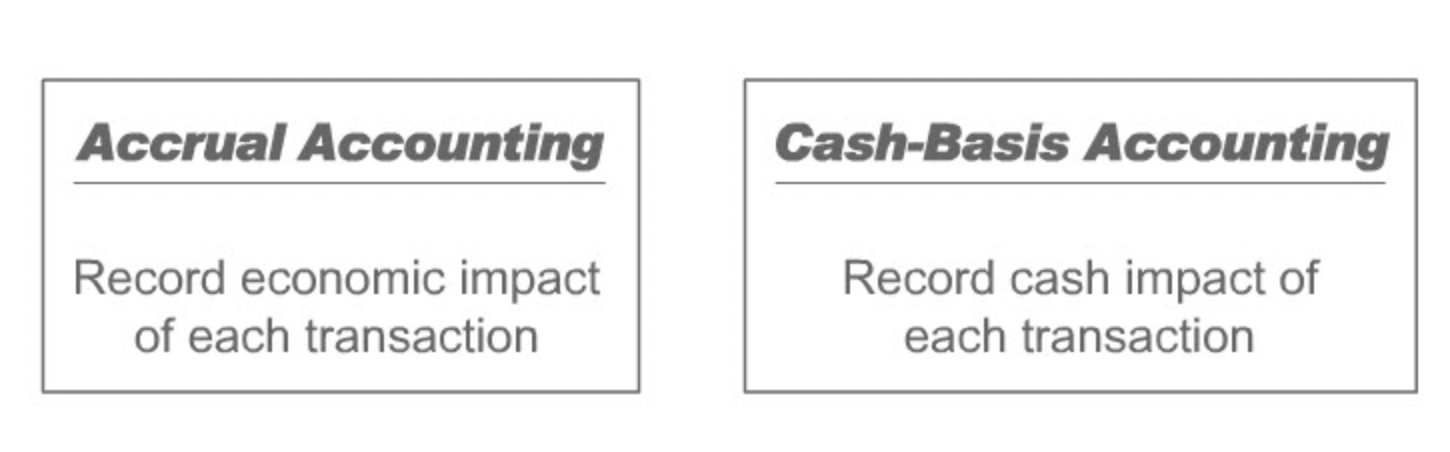 Accrual Accounting
Record economic impact
of each transaction
Cash-Basis Accounting
Record cash impact of
each transaction